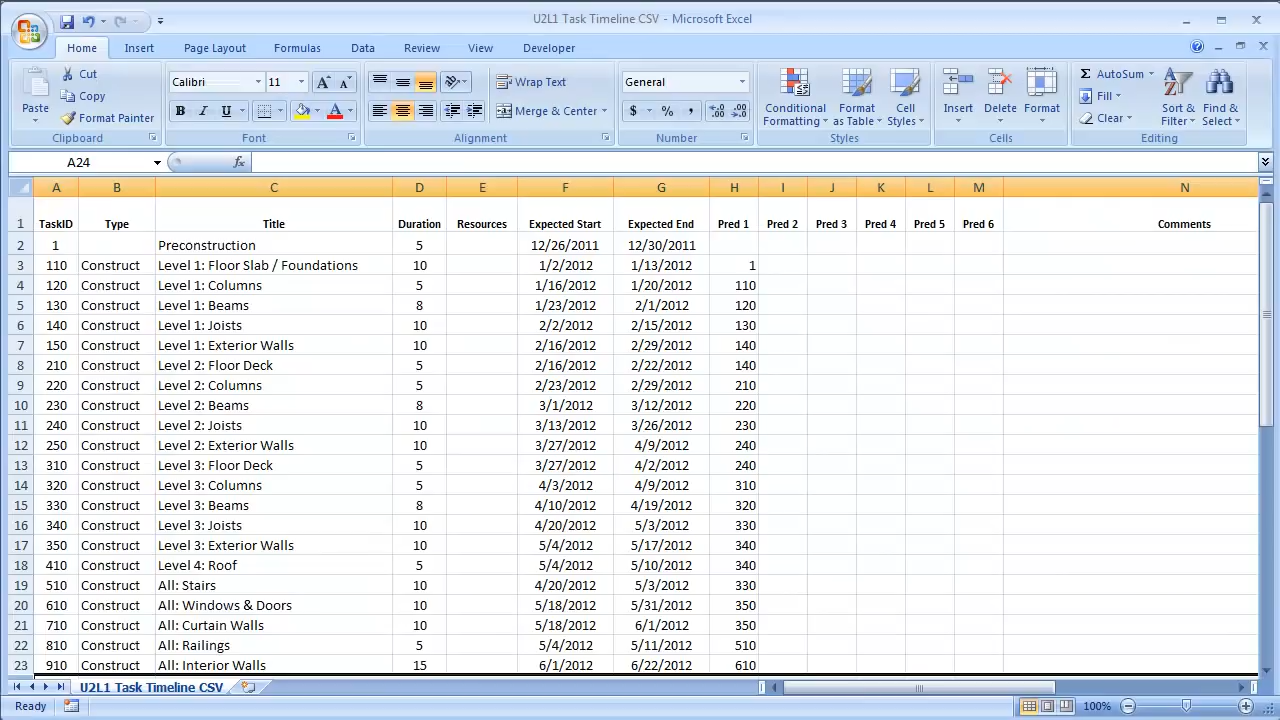 U2L1 Task Timeline CSV - Microsoft Excel
Home Insert Page Layout Formulas Data Review View Developer
Paste Cut Copy Format Painter
Clipboard
Calibri 11
B I U
Font
Wrap Text
Merge & Center
Alignment
General
$ % , .0 .00 .00 .0
Number
Conditional Formatting Format as Table Cell Styles
Styles
Insert Delete Format
Cells
Σ AutoSum
Fill
Clear
Sort & Filter Find & Select
Editing
A24 fx
A B C D E F G H I J K L M N
1 TaskID Type Title Duration Resources Expected Start Expected End Pred 1 Pred 2 Pred 3 Pred 4 Pred 5 Pred 6 Comments
2 1 Preconstruction 5 12/26/2011 12/30/2011
3 110 Construct Level 1: Floor Slab / Foundations 10 1/2/2012 1/13/2012 1
4 120 Construct Level 1: Columns 5 1/16/2012 1/20/2012 110
5 130 Construct Level 1: Beams 8 1/23/2012 2/1/2012 120
6 140 Construct Level 1: Joists 10 2/2/2012 2/15/2012 130
7 150 Construct Level 1: Exterior Walls 10 2/16/2012 2/29/2012 140
8 210 Construct Level 2: Floor Deck 5 2/16/2012 2/22/2012 140
9 220 Construct Level 2: Columns 5 2/23/2012 2/29/2012 210
10 230 Construct Level 2: Beams 8 3/1/2012 3/12/2012 220
11 240 Construct Level 2: Joists 10 3/13/2012 3/26/2012 230
12 250 Construct Level 2: Exterior Walls 10 3/27/2012 4/9/2012 240
13 310 Construct Level 3: Floor Deck 5 3/27/2012 4/2/2012 240
14 320 Construct Level 3: Columns 5 4/3/2012 4/9/2012 310
15 330 Construct Level 3: Beams 8 4/10/2012 4/19/2012 320
16 340 Construct Level 3: Joists 10 4/20/2012 5/3/2012 330
17 350 Construct Level 3: Exterior Walls 10 5/4/2012 5/17/2012 340
18 410 Construct Level 4: Roof 5 5/4/2012 5/10/2012 340
19 510 Construct All: Stairs 10 4/20/2012 5/3/2012 330
20 610 Construct All: Windows & Doors 10 5/18/2012 5/31/2012 350
21 710 Construct All: Curtain Walls 10 5/18/2012 6/1/2012 350
22 810 Construct All: Railings 5 5/4/2012 5/11/2012 510
23 910 Construct All: Interior Walls 15 6/1/2012 6/22/2012 610
U2L1 Task Timeline CSV
Ready 100%